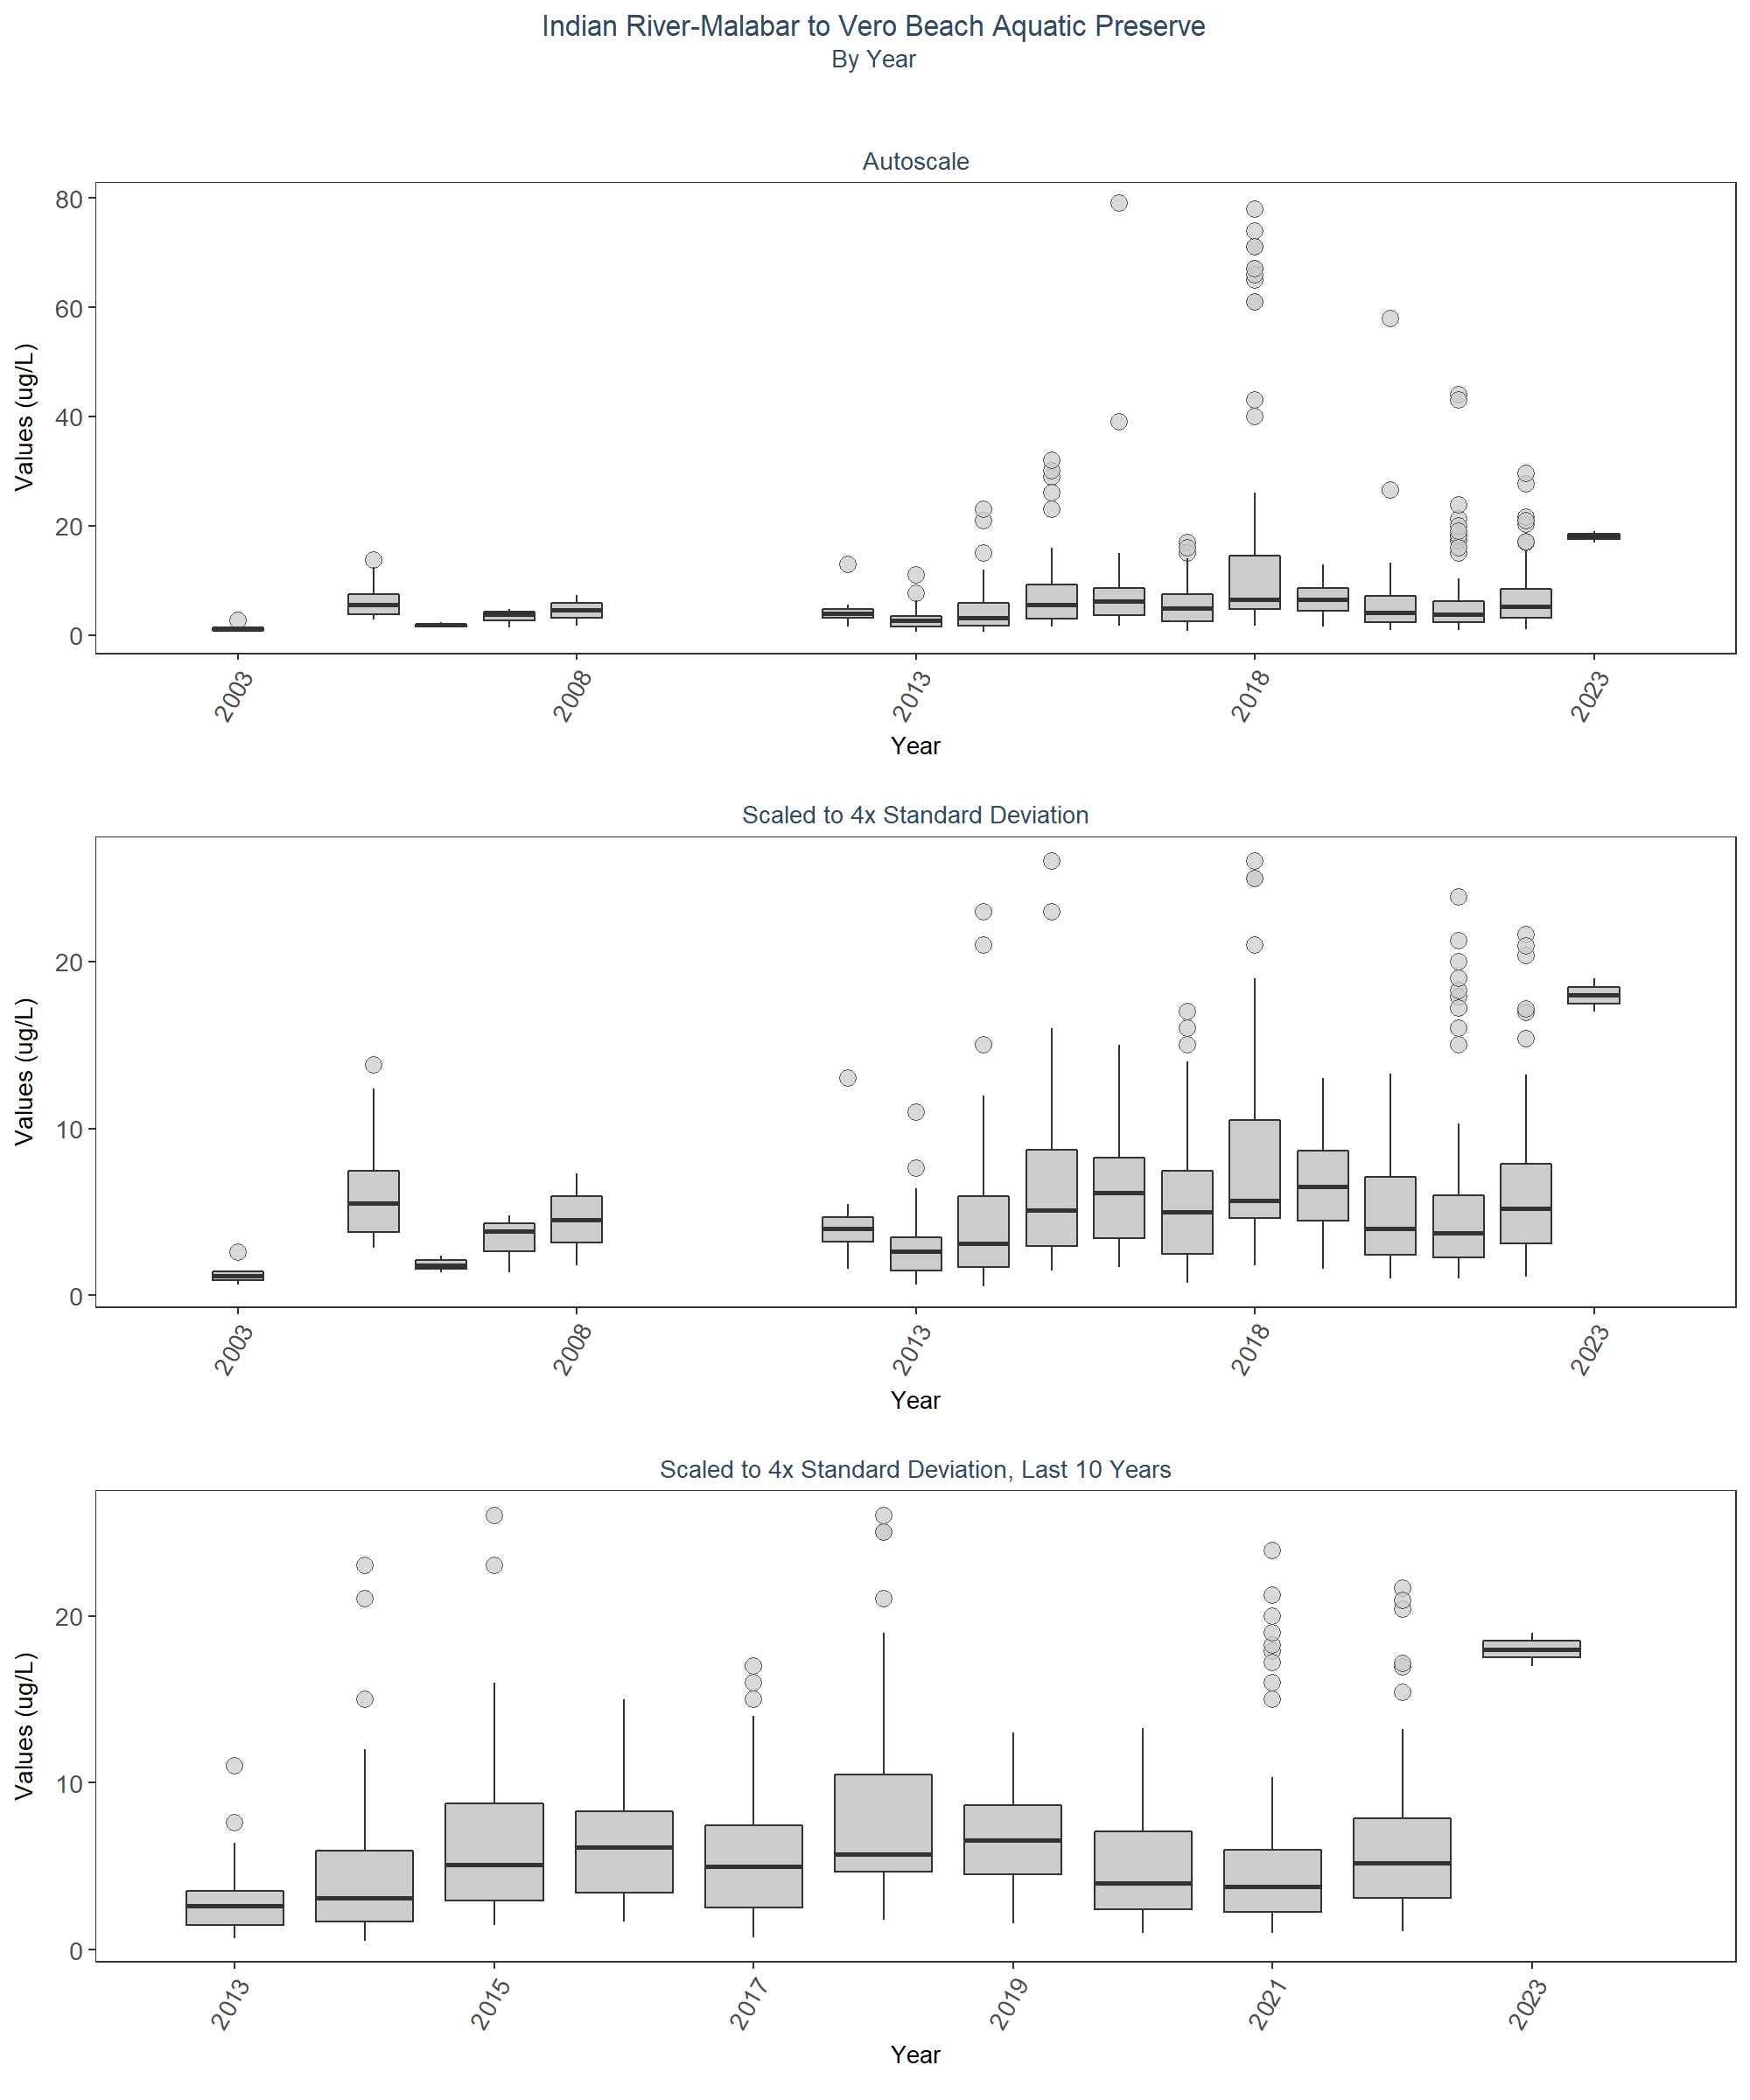 Indian River-Malabar to Vero Beach Aquatic Preserve
By Year
Autoscale
Values (ug/L)
80
60
40
20
0
2003
2008
2013
2018
2023
Year
Scaled to 4x Standard Deviation
Values (ug/L)
20
10
0
2003
2008
2013
2018
2023
Year
Scaled to 4x Standard Deviation, Last 10 Years
Values (ug/L)
20
10
0
2013
2015
2017
2019
2021
2023
Year